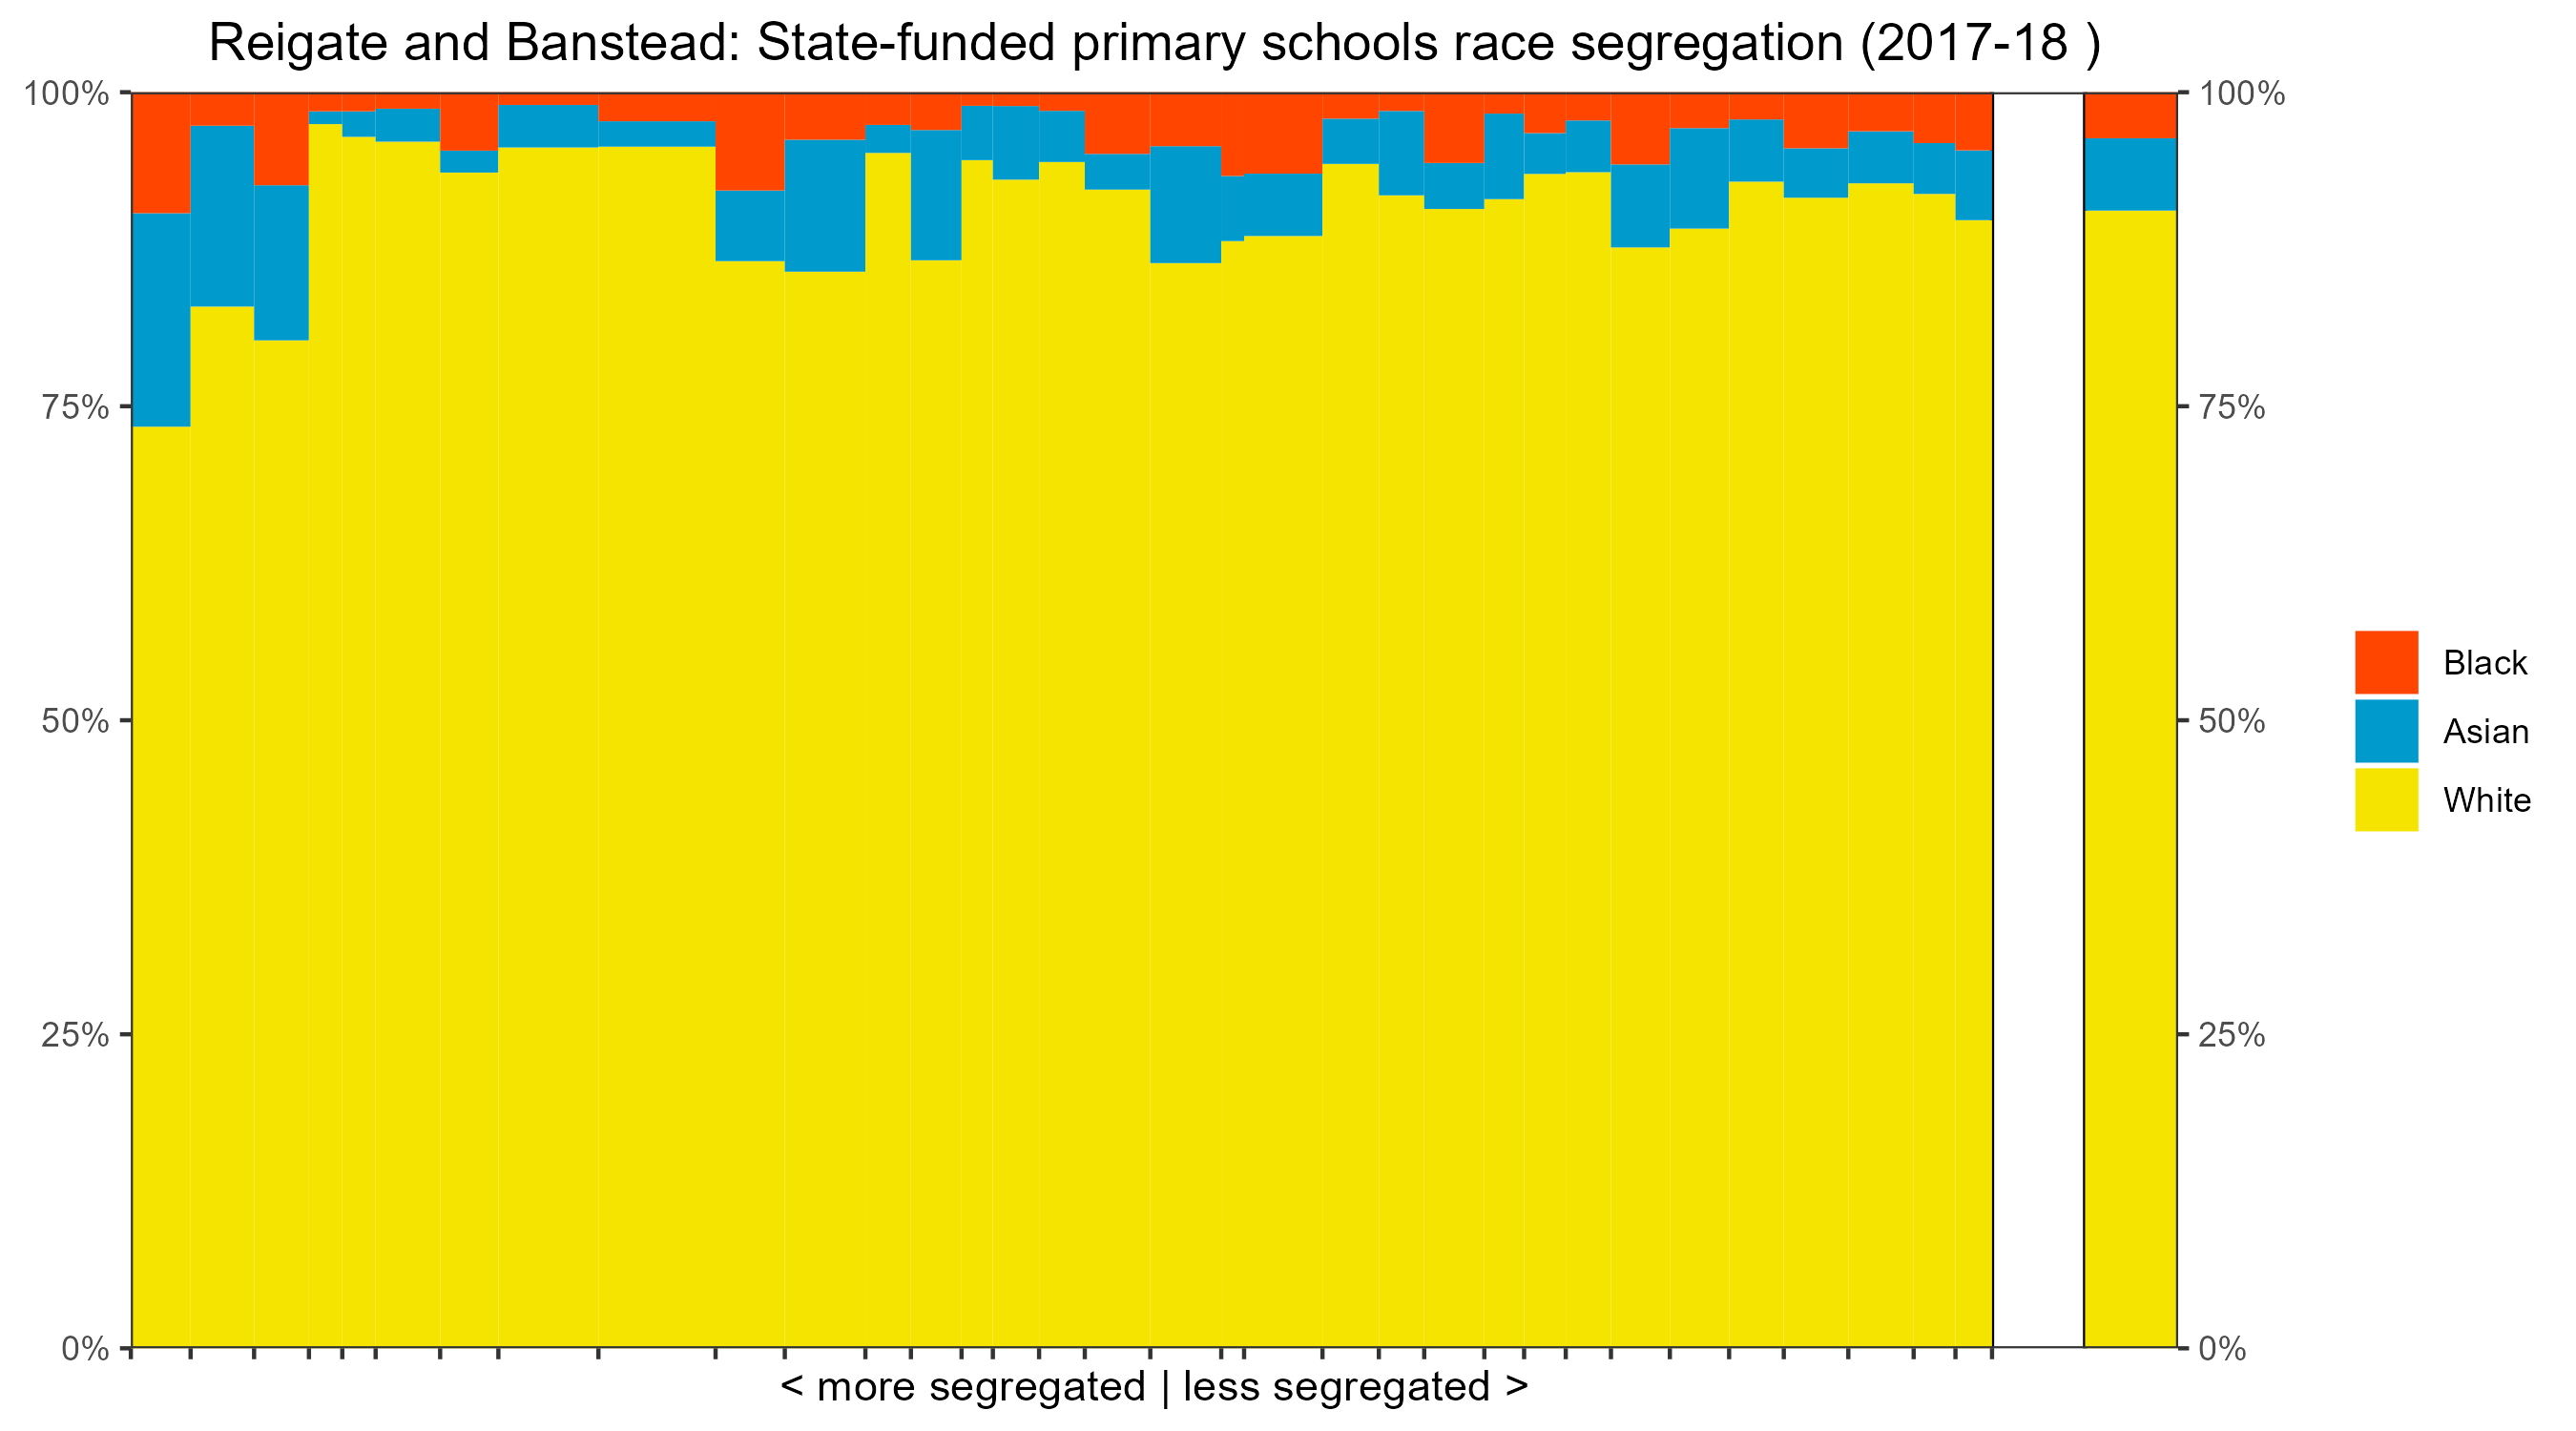 Reigate and Banstead: State-funded primary schools race segregation (2017-18 )
100%
75%
50%
25%
0%
100%
75%
50%
25%
0%
Black
Asian
White
< more segregated | less segregated >